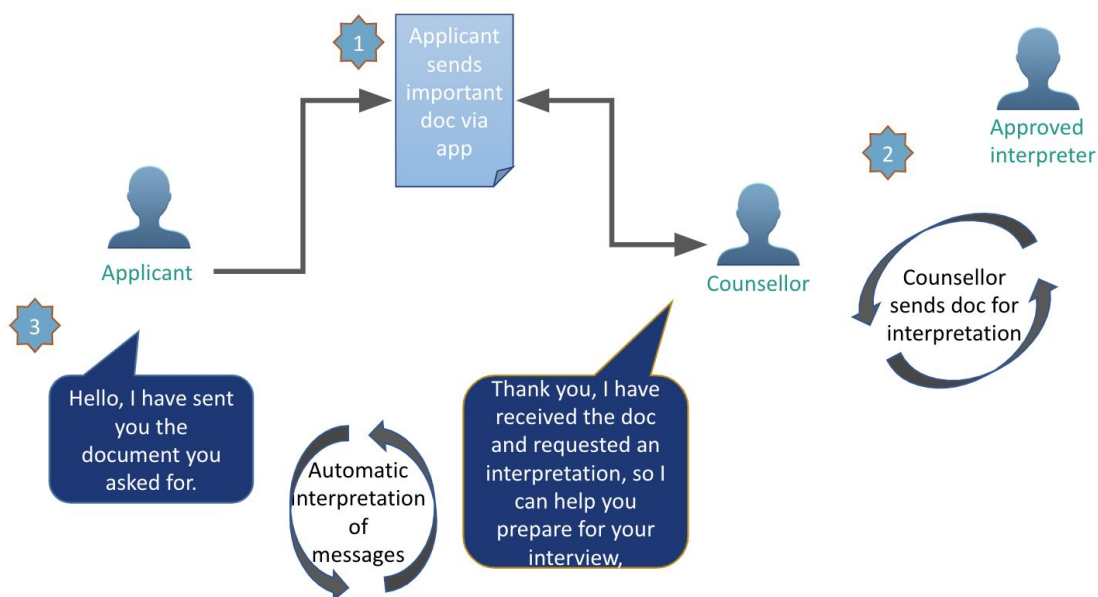 1
Applicant
sends
important
doc via
app
Approved
interpreter
2
Applicant
Counsellor
Counsellor
sends doc for
interpretation
3
Hello, I have sent
you the
document you
asked for.
Automatic
interpretation
of
messages
Thank you, I have
received the doc
and requested an
interpretation, so I
can help you
prepare for your
interview,